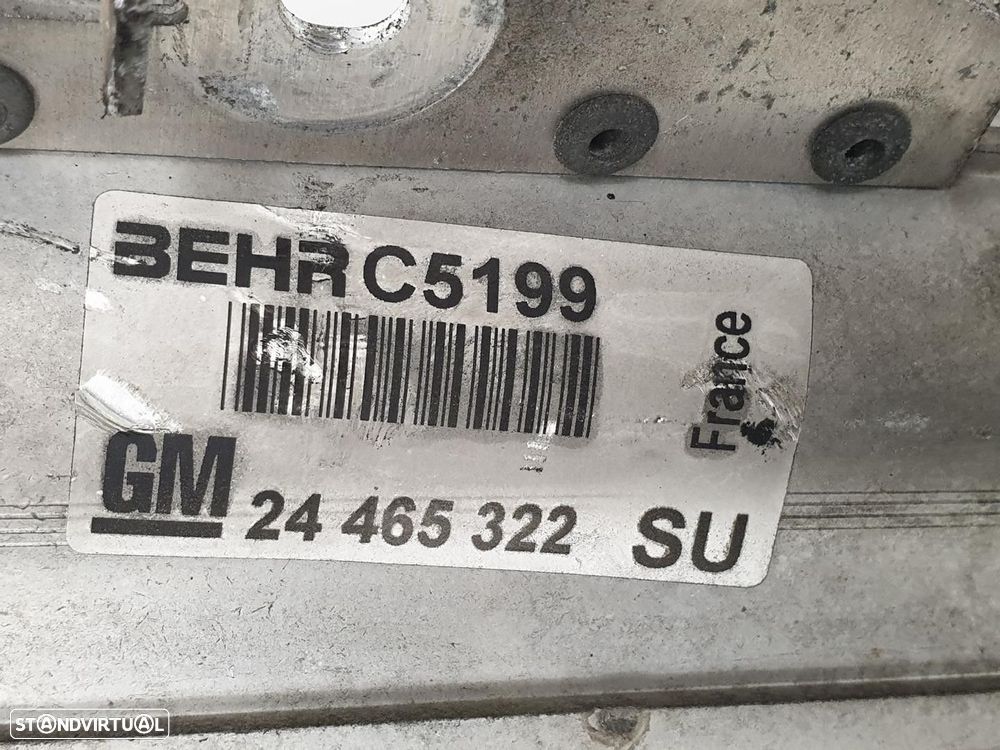 BEHR C5199
France
GM 24 465 322 SU
STANDVIRTUAL